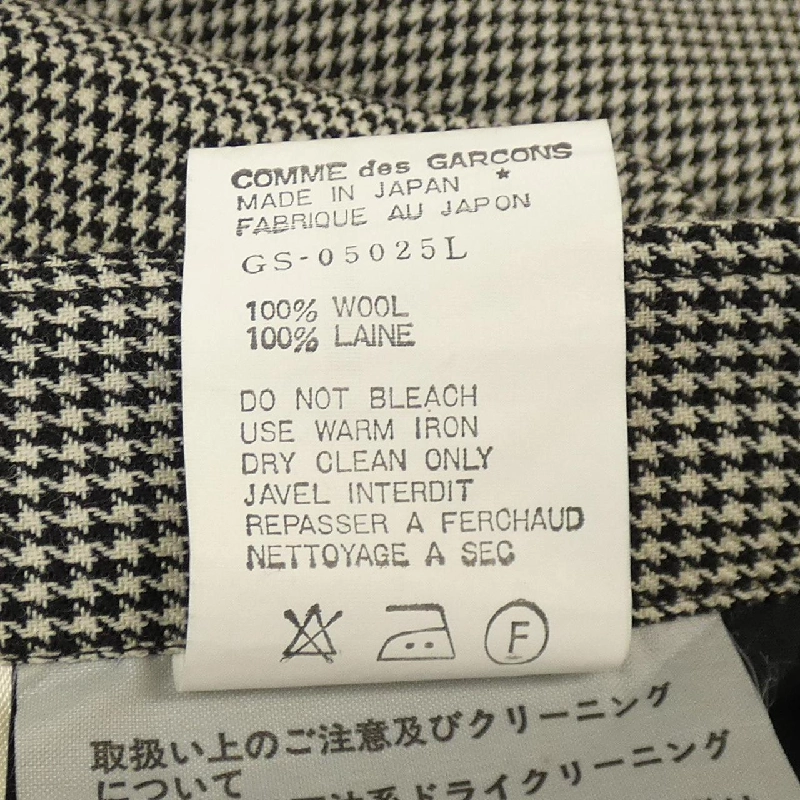 COMME des GARCONS
MADE IN JAPAN *
FABRIQUE AU JAPON
GS-05025L
100% WOOL
100% LAINE
DO NOT BLEACH
USE WARM IRON
DRY CLEAN ONLY
JAVEL INTERDIT
REPASSER A FERCHAUD
NETTOYAGE A SEC
F
取扱い上のご注意及びクリーニング
について
系ドライクリーニング